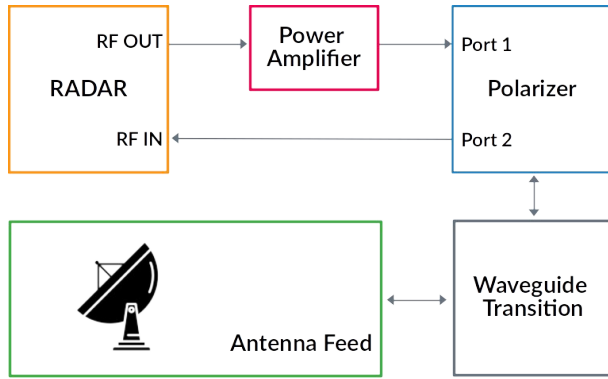 RF OUT
RADAR
RF IN
Power
Amplifier
Port 1
Polarizer
Port 2
Antenna Feed
Waveguide
Transition